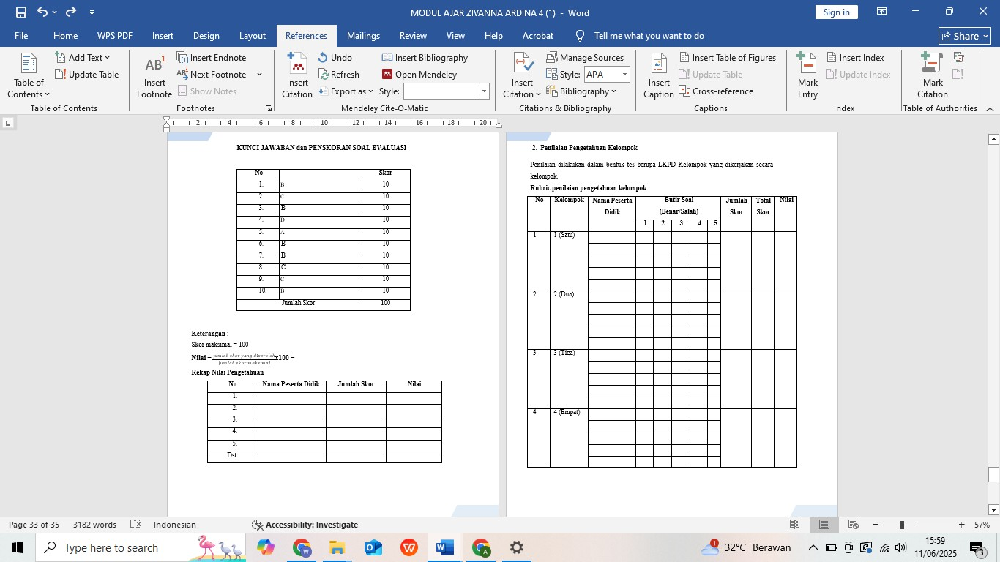 MODUL AJAR ZIVANNA ARDINA 4 (1) - Word
Sign in
File Home WPS PDF Insert Design Layout References Mailings Review View Help Acrobat Tell me what you want to do Share
Table of Contents
Add Text
Update Table
Table of Contents
AB1
Insert Footnote
Insert Endnote
Next Footnote
Show Notes
Footnotes
Insert Citation
Undo
Refresh
Export as
Insert Bibliography
Open Mendeley
Style:
Mendeley Cite-O-Matic
Insert Citation
Manage Sources
Style: APA
Bibliography
Citations & Bibliography
Insert Caption
Insert Table of Figures
Update Table
Cross-reference
Captions
Mark Entry
Insert Index
Update Index
Index
Mark Citation
Table of Authorities
2 4 6 8 10 12 14 16 18 20
KUNCI JAWABAN dan PENSKORAN SOAL EVALUASI
No Skor
1. B 10
2. C 10
3. B 10
4. D 10
5. A 10
6. B 10
7. B 10
8. C 10
9. C 10
10. B 10
Jumlah Skor 100
Keterangan :
Skor maksimal = 100
Nilai = jumlah skor yang diperoleh / jumlah skor maksimal x100 =
Rekap Nilai Pengetahuan
No Nama Peserta Didik Jumlah Skor Nilai
1.
2.
3.
4.
5.
Dst.
2. Penilaian Pengetahuan Kelompok
Penilaian dilakukan dalam bentuk tes berupa LKPD Kelompok yang dikerjakan secara
kelompok.
Rubric penilaian pengetahuan kelompok
No Kelompok Nama Peserta Didik Butir Soal (Benar/Salah) Jumlah Skor Total Skor Nilai
1 2 3 4 5
1. 1 (Satu)
2. 2 (Dua)
3. 3 (Tiga)
4. 4 (Empat)
Page 33 of 35 3182 words Indonesian Accessibility: Investigate 57%
Type here to search
32°C Berawan
15:59
11/06/2025